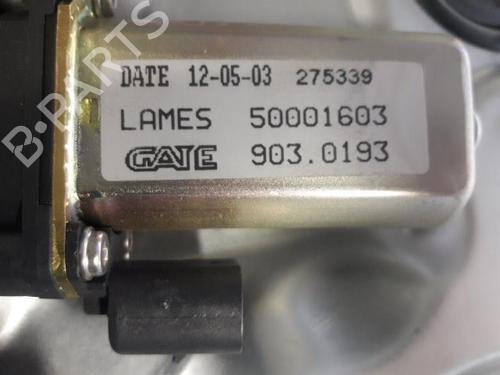 DATE 12-05-03 275339
LAMES 50001603
GATE 903.0193
B-PARTS